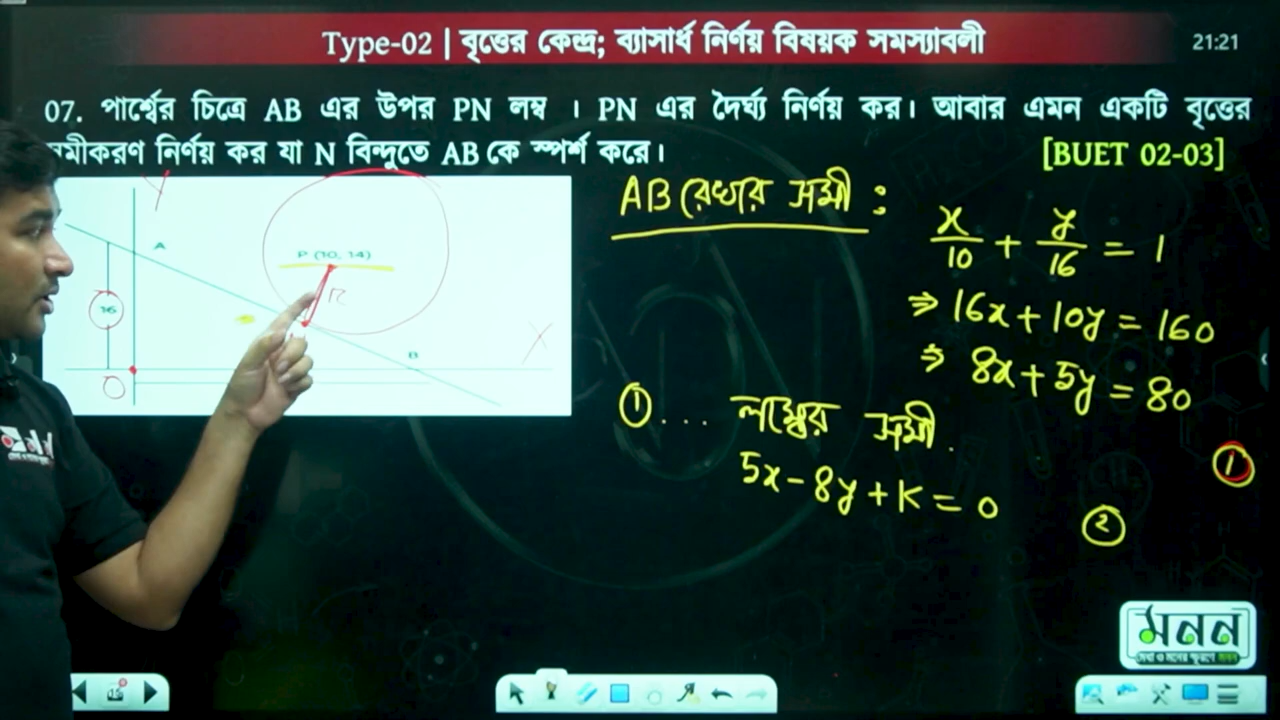 Type-02 | বৃত্তের কেন্দ্র; ব্যাসার্ধ নির্ণয় বিষয়ক সমস্যাবলী
21:21
07. পার্শ্বের চিত্রে AB এর উপর PN লম্ব । PN এর দৈর্ঘ্য নির্ণয় কর। আবার এমন একটি বৃত্তের
সমীকরণ নির্ণয় কর যা N বিন্দুতে AB কে স্পর্শ করে।
[BUET 02-03]
Y
A
P (10, 14)
R
16
X
B
O
AB রেখার সমী :
x/10 + y/16 = 1
⇒ 16x + 10y = 160
⇒ 8x + 5y = 80
①
① ... লম্বের সমী.
5x - 8y + K = 0
②
মনন